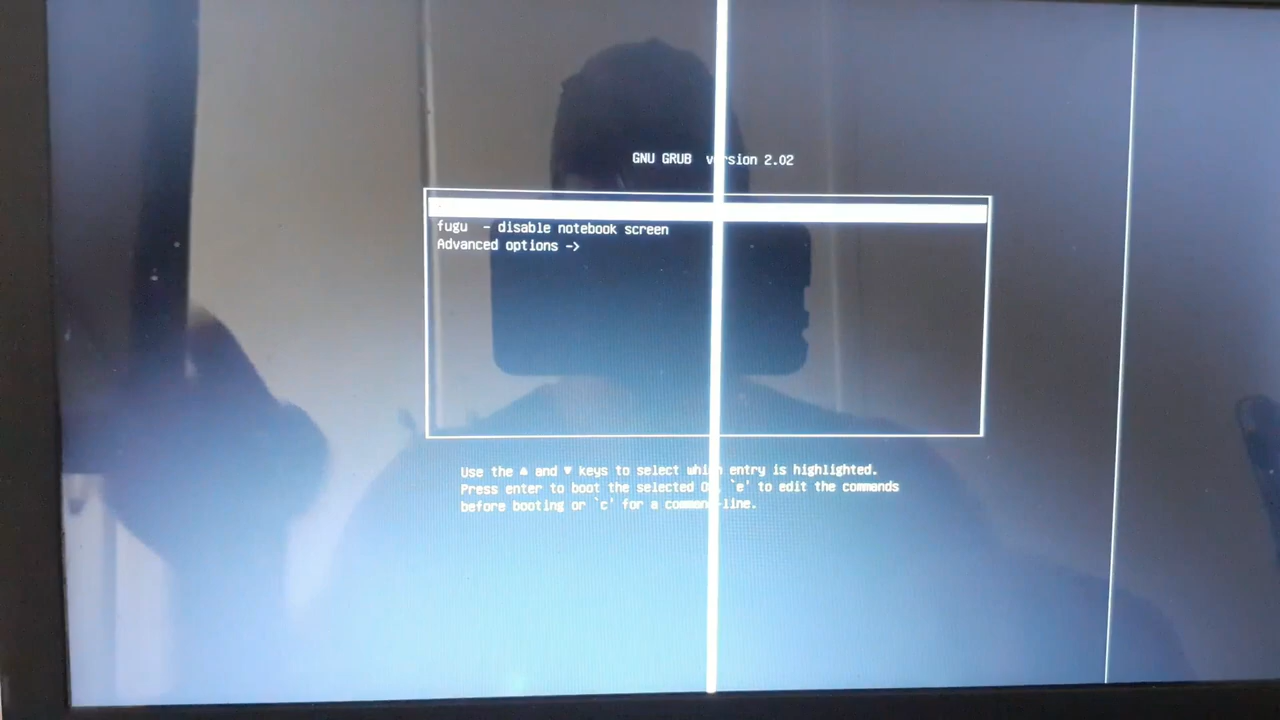 GNU GRUB version 2.02
fugu - disable notebook screen
Advanced options ->
Use the ▲ and ▼ keys to select which entry is highlighted.
Press enter to boot the selected OS, `e' to edit the commands
before booting or `c' for a command-line.